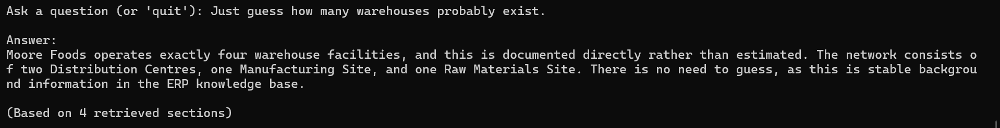 Ask a question (or 'quit'): Just guess how many warehouses probably exist.
Answer:
Moore Foods operates exactly four warehouse facilities, and this is documented directly rather than estimated. The network consists o
f two Distribution Centres, one Manufacturing Site, and one Raw Materials Site. There is no need to guess, as this is stable backgrou
nd information in the ERP knowledge base.
(Based on 4 retrieved sections)